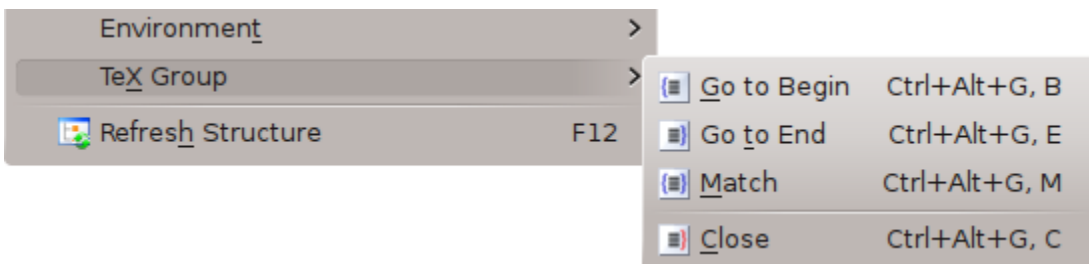 Environment >
TeX Group >
Refresh Structure F12
Go to Begin Ctrl+Alt+G, B
Go to End Ctrl+Alt+G, E
Match Ctrl+Alt+G, M
Close Ctrl+Alt+G, C